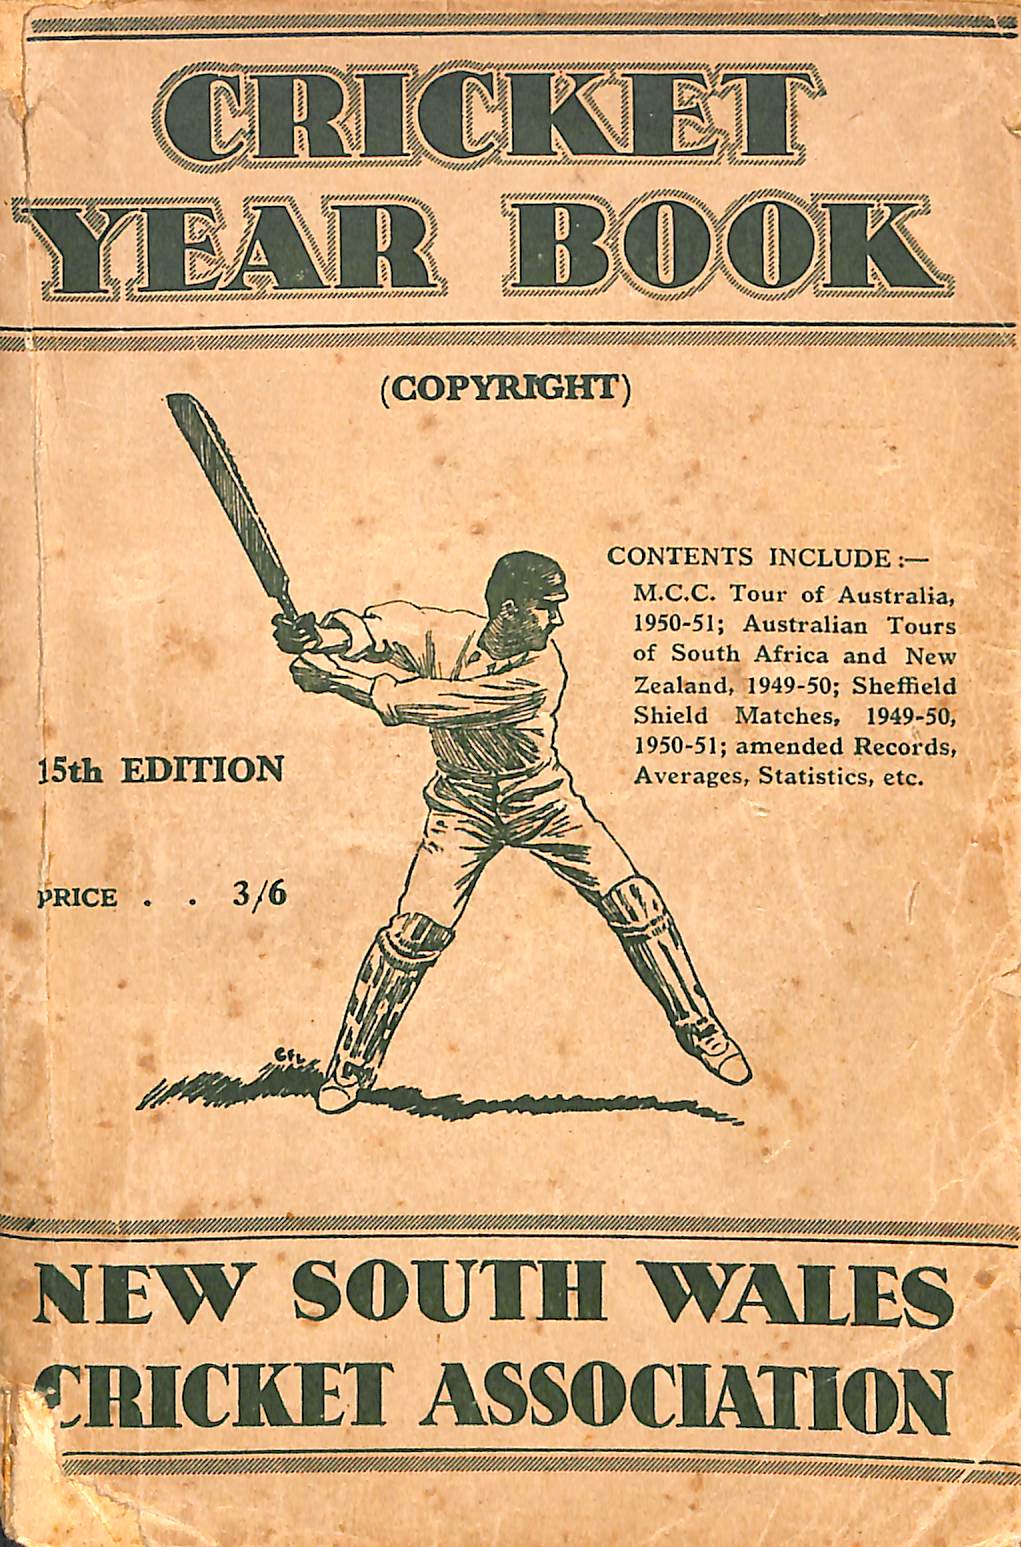 CRICKET
YEAR BOOK
(COPYRIGHT)
CONTENTS INCLUDE :—
M.C.C. Tour of Australia,
1950-51; Australian Tours
of South Africa and New
Zealand, 1949-50; Sheffield
Shield Matches, 1949-50,
1950-51; amended Records,
Averages, Statistics, etc.
15th EDITION
PRICE . . 3/6
CFL
NEW SOUTH WALES
CRICKET ASSOCIATION